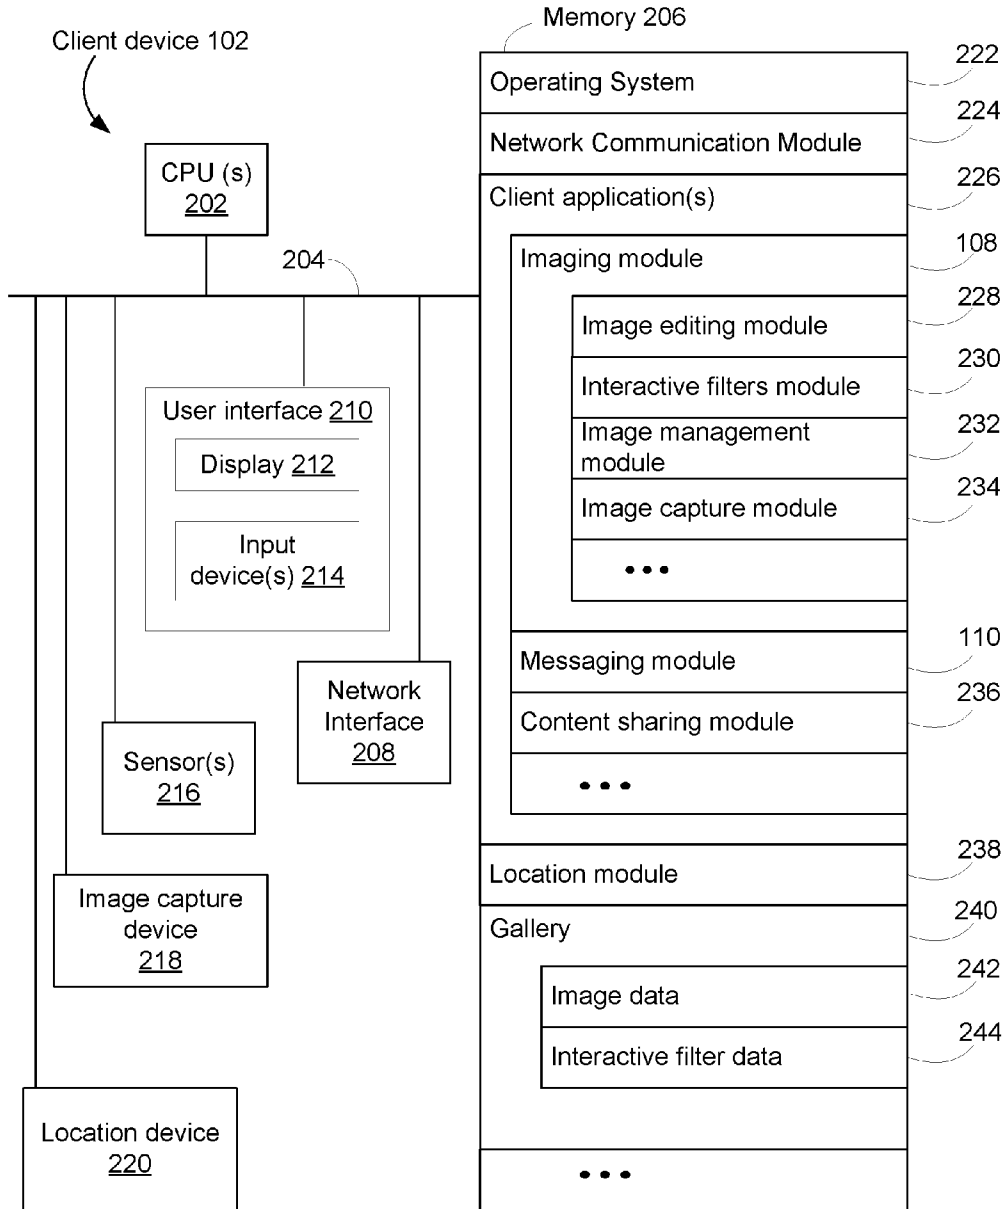 Memory 206
Client device 102
222
Operating System
224
Network Communication Module
CPU (s)
202
226
Client application(s)
204
108
Imaging module
228
Image editing module
230
Interactive filters module
User interface 210
232
Image management
module
Display 212
234
Image capture module
Input
device(s) 214
•••
110
Messaging module
236
Network
Interface
208
Content sharing module
Sensor(s)
216
•••
238
Location module
Image capture
device
218
240
Gallery
242
Image data
244
Interactive filter data
Location device
220
•••